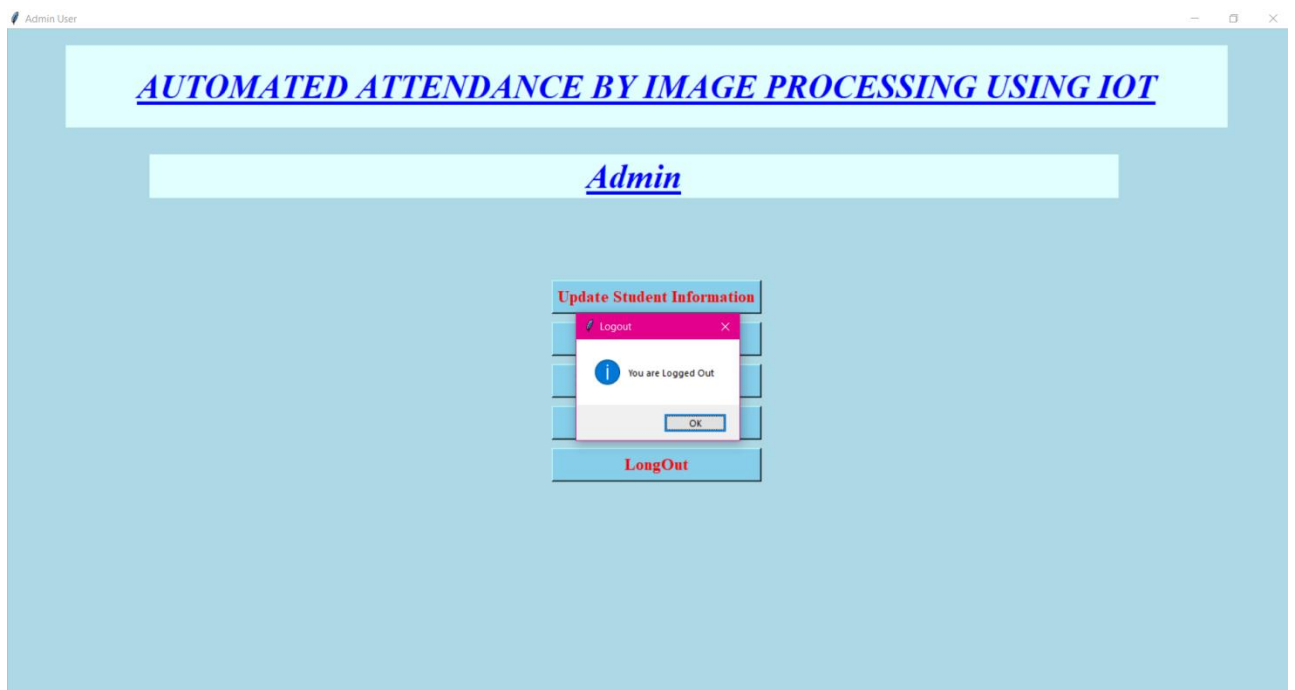 Admin User
AUTOMATED ATTENDANCE BY IMAGE PROCESSING USING IOT
Admin
Update Student Information
Logout
You are Logged Out
OK
LongOut